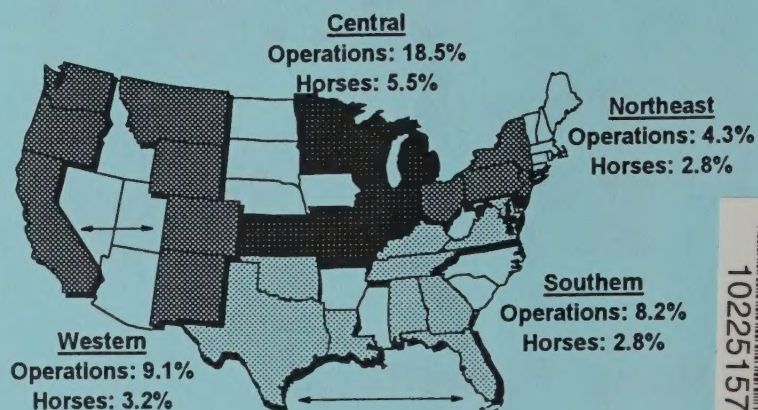 Central
Operations: 18.5%
Horses: 5.5%
Northeast
Operations: 4.3%
Horses: 2.8%
Southern
Operations: 8.2%
Horses: 2.8%
Western
Operations: 9.1%
Horses: 3.2%
10225157